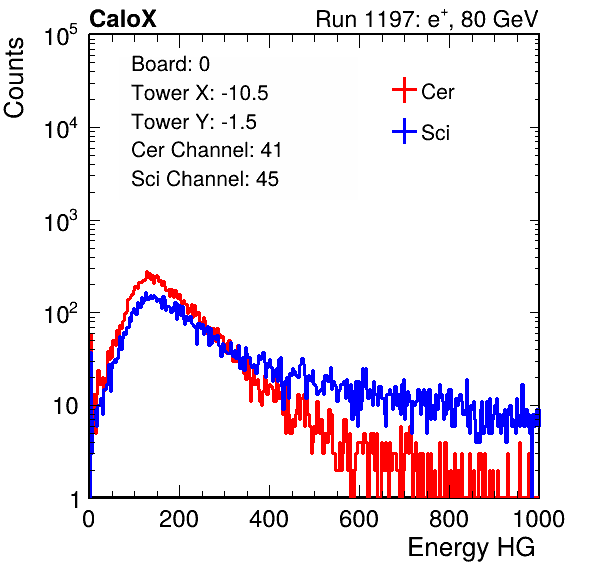 CaloX Run 1197: e⁺, 80 GeV
Counts
Board: 0
Tower X: -10.5
Tower Y: -1.5
Cer Channel: 41
Sci Channel: 45
Cer
Sci
10⁵
10⁴
10³
10²
10
1
0 200 400 600 800 1000
Energy HG